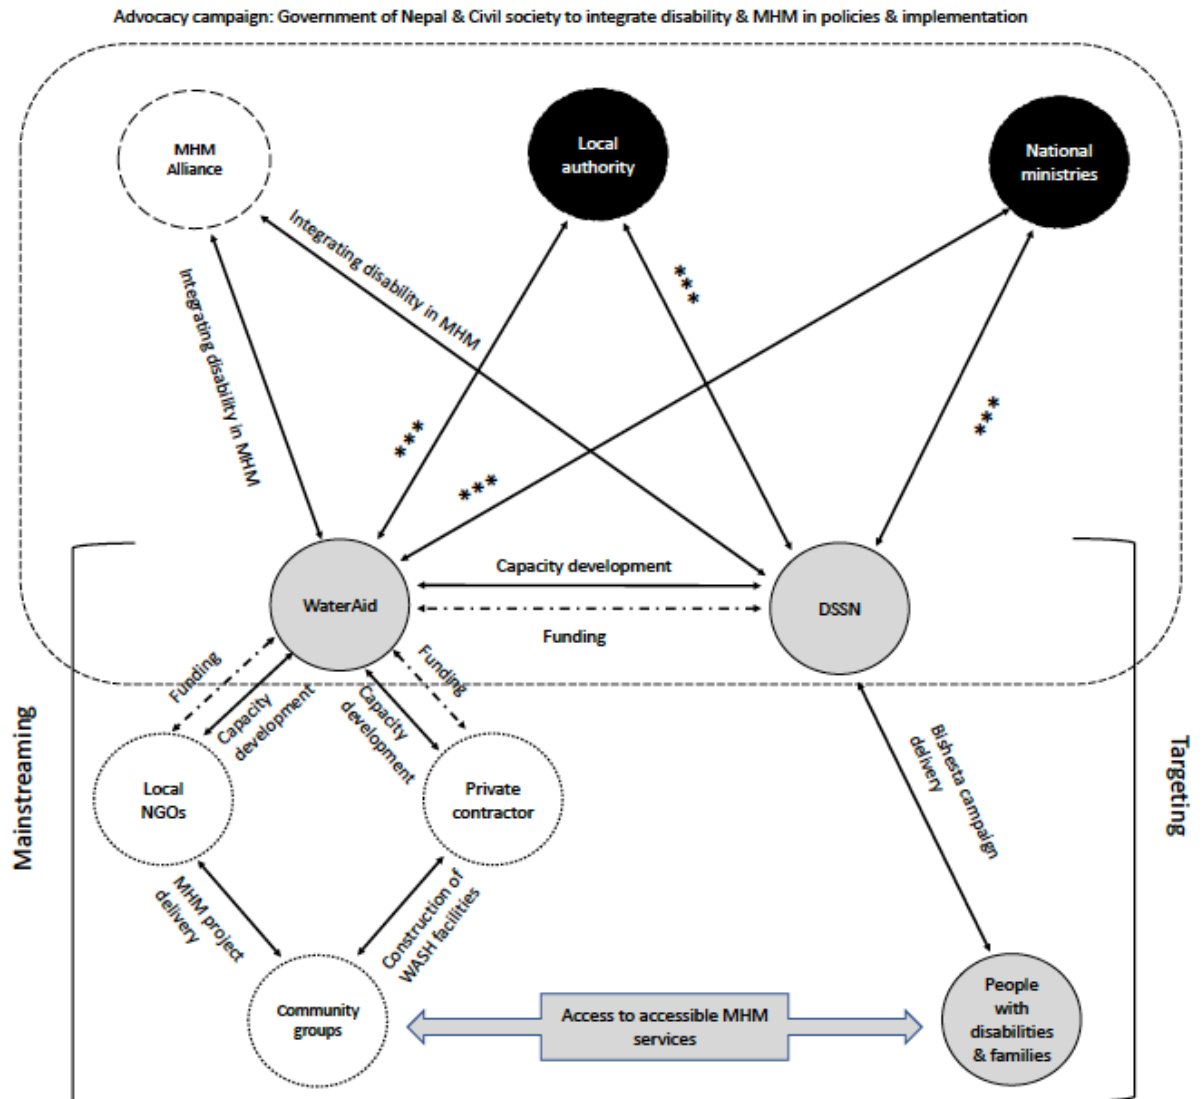 Advocacy campaign: Government of Nepal & Civil society to integrate disability & MHM in policies & implementation
MHM
Alliance
Local
authority
National
ministries
Integrating disability in MHM
Integrating disability in MHM
***
***
***
***
WaterAid
Capacity development
Funding
DSSN
Funding
Capacity
development
Funding
Capacity
development
Mainstreaming
Targeting
Local
NGOs
Private
contractor
Bishesta campaign
delivery
MHM project
delivery
Construction of
WASH facilities
Community
groups
Access to accessible MHM
services
People
with
disabilities
& families